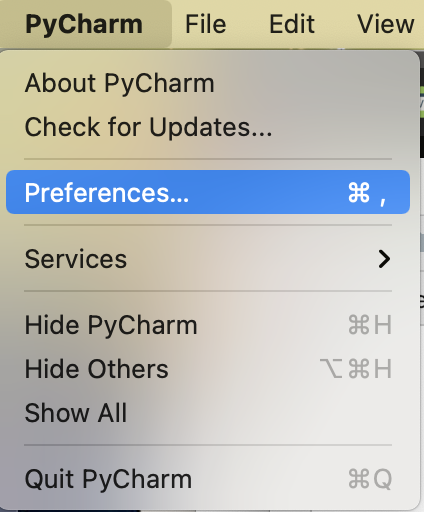 PyCharm File Edit View
About PyCharm
Check for Updates...
Preferences... ⌘ ,
Services
Hide PyCharm ⌘H
Hide Others ⌥⌘H
Show All
Quit PyCharm ⌘Q